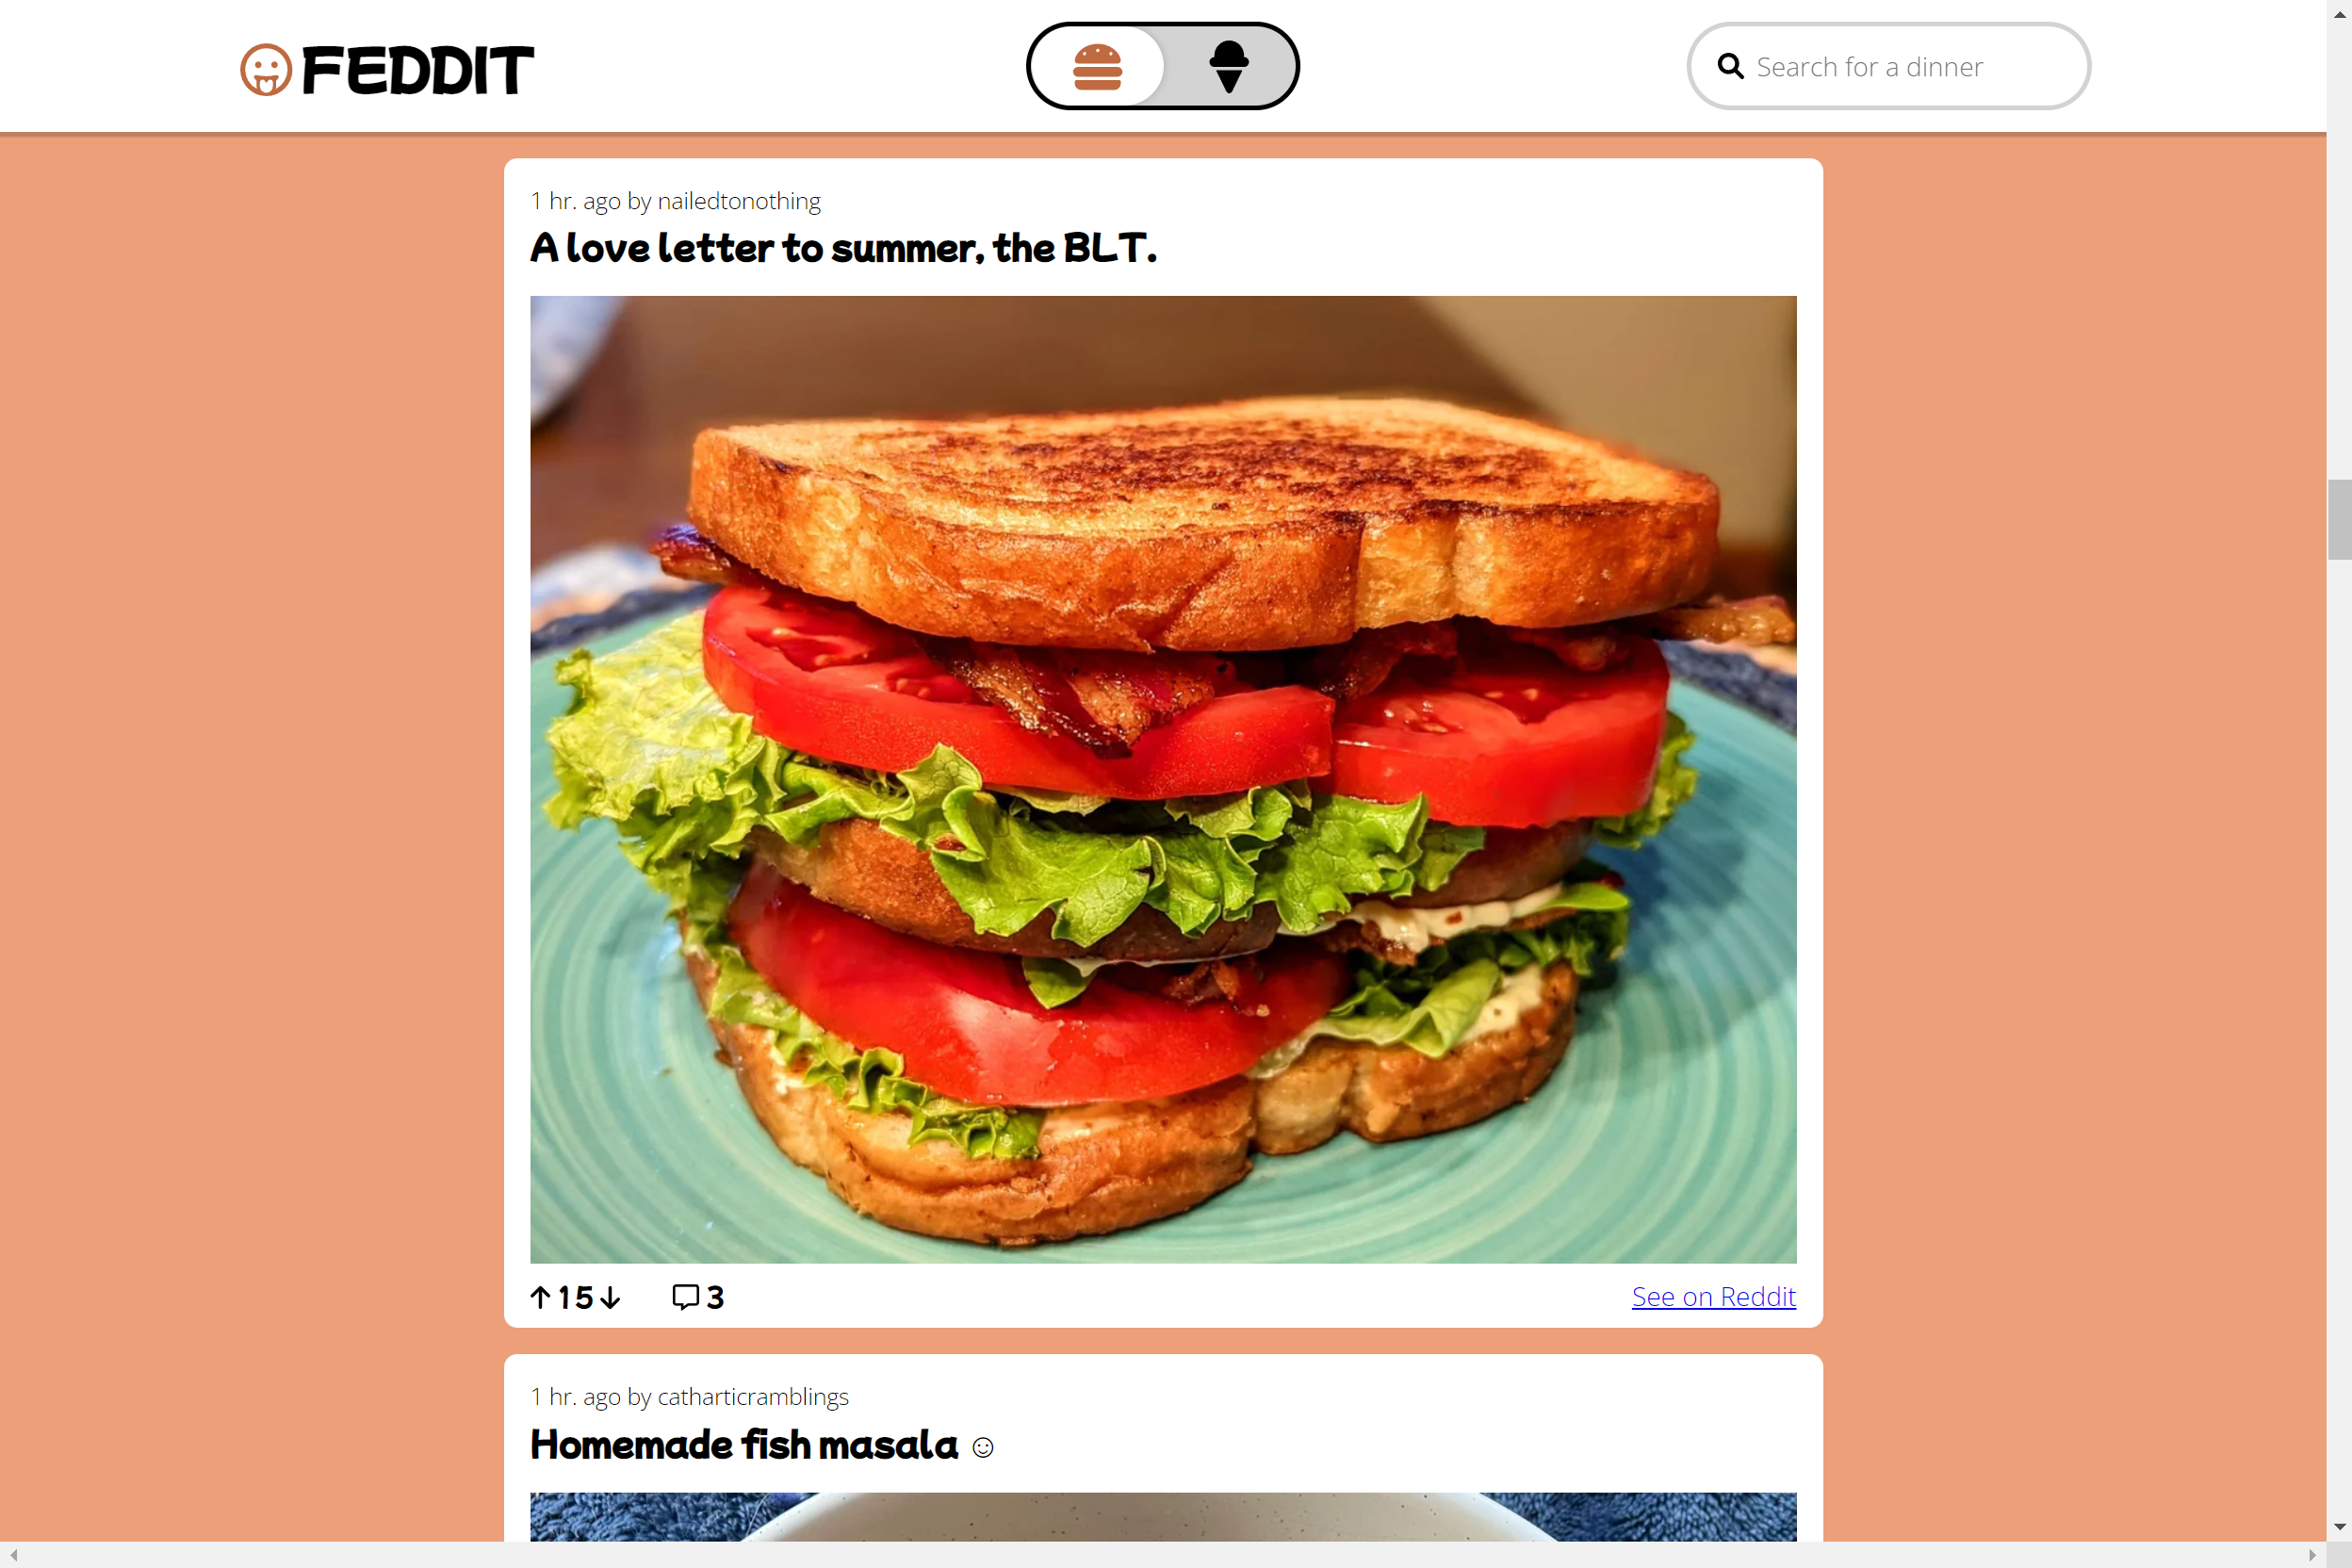 FEDDIT
Search for a dinner
1 hr. ago by nailedtonothing
A love letter to summer, the BLT.
15
3
See on Reddit
1 hr. ago by catharticramblings
Homemade fish masala ☺